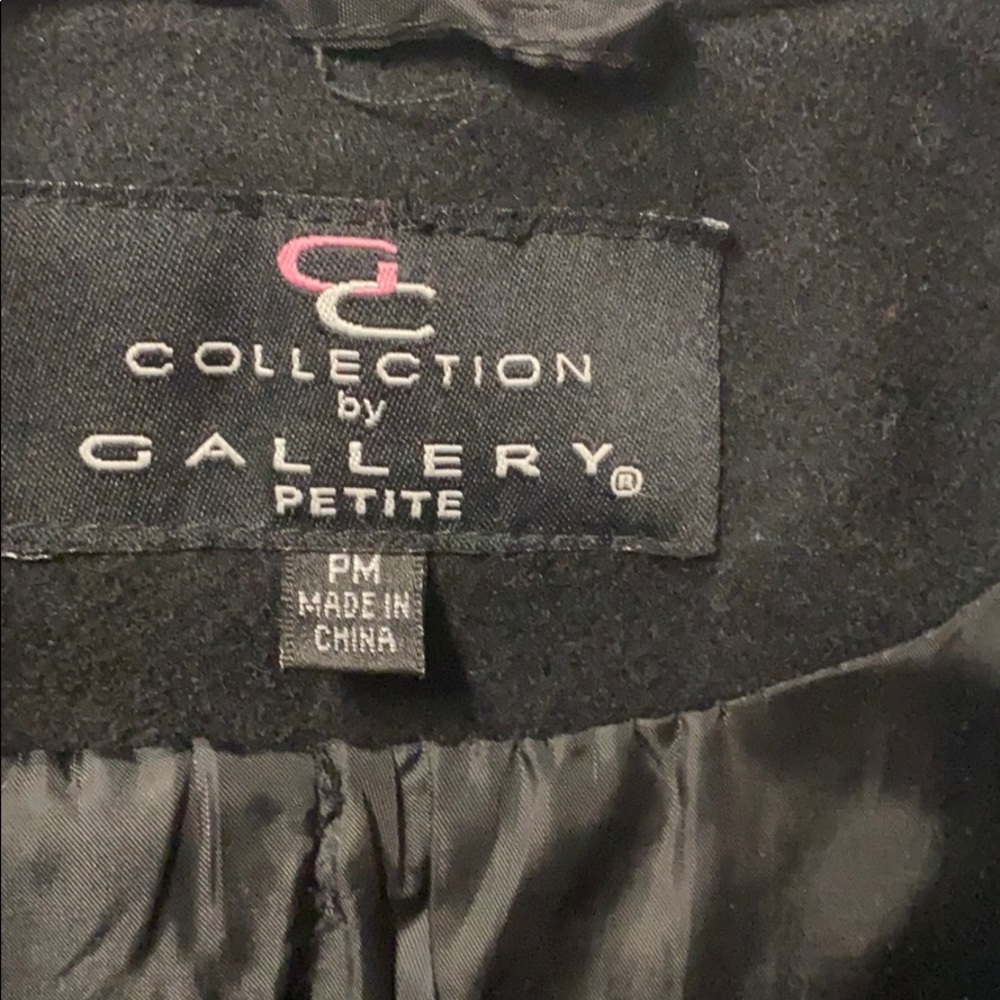 GC
COLLECTION
by
GALLERY®
PETITE
PM
MADE IN
CHINA